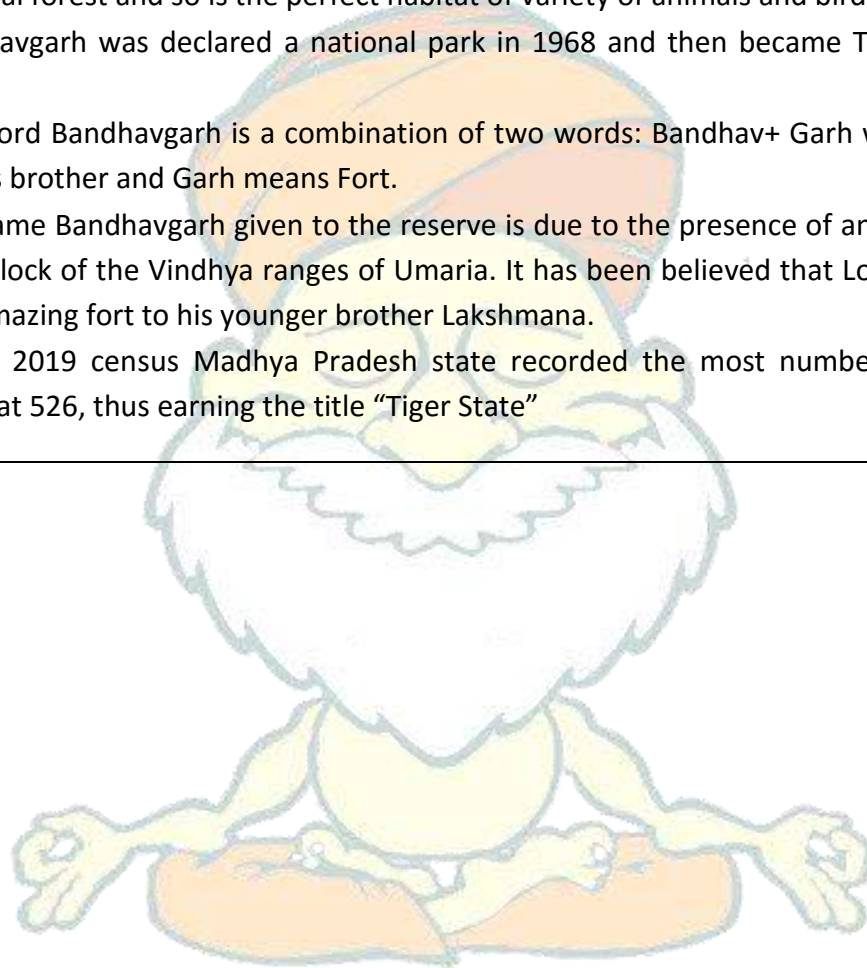 al forest and so is the perfect habitat of variety of animals and bird
avgarh was declared a national park in 1968 and then became T
ord Bandhavgarh is a combination of two words: Bandhav+ Garh
s brother and Garh means Fort.
ame Bandhavgarh given to the reserve is due to the presence of an
lock of the Vindhya ranges of Umaria. It has been believed that Lo
mazing fort to his younger brother Lakshmana.
2019 census Madhya Pradesh state recorded the most numbe
at 526, thus earning the title “Tiger State”